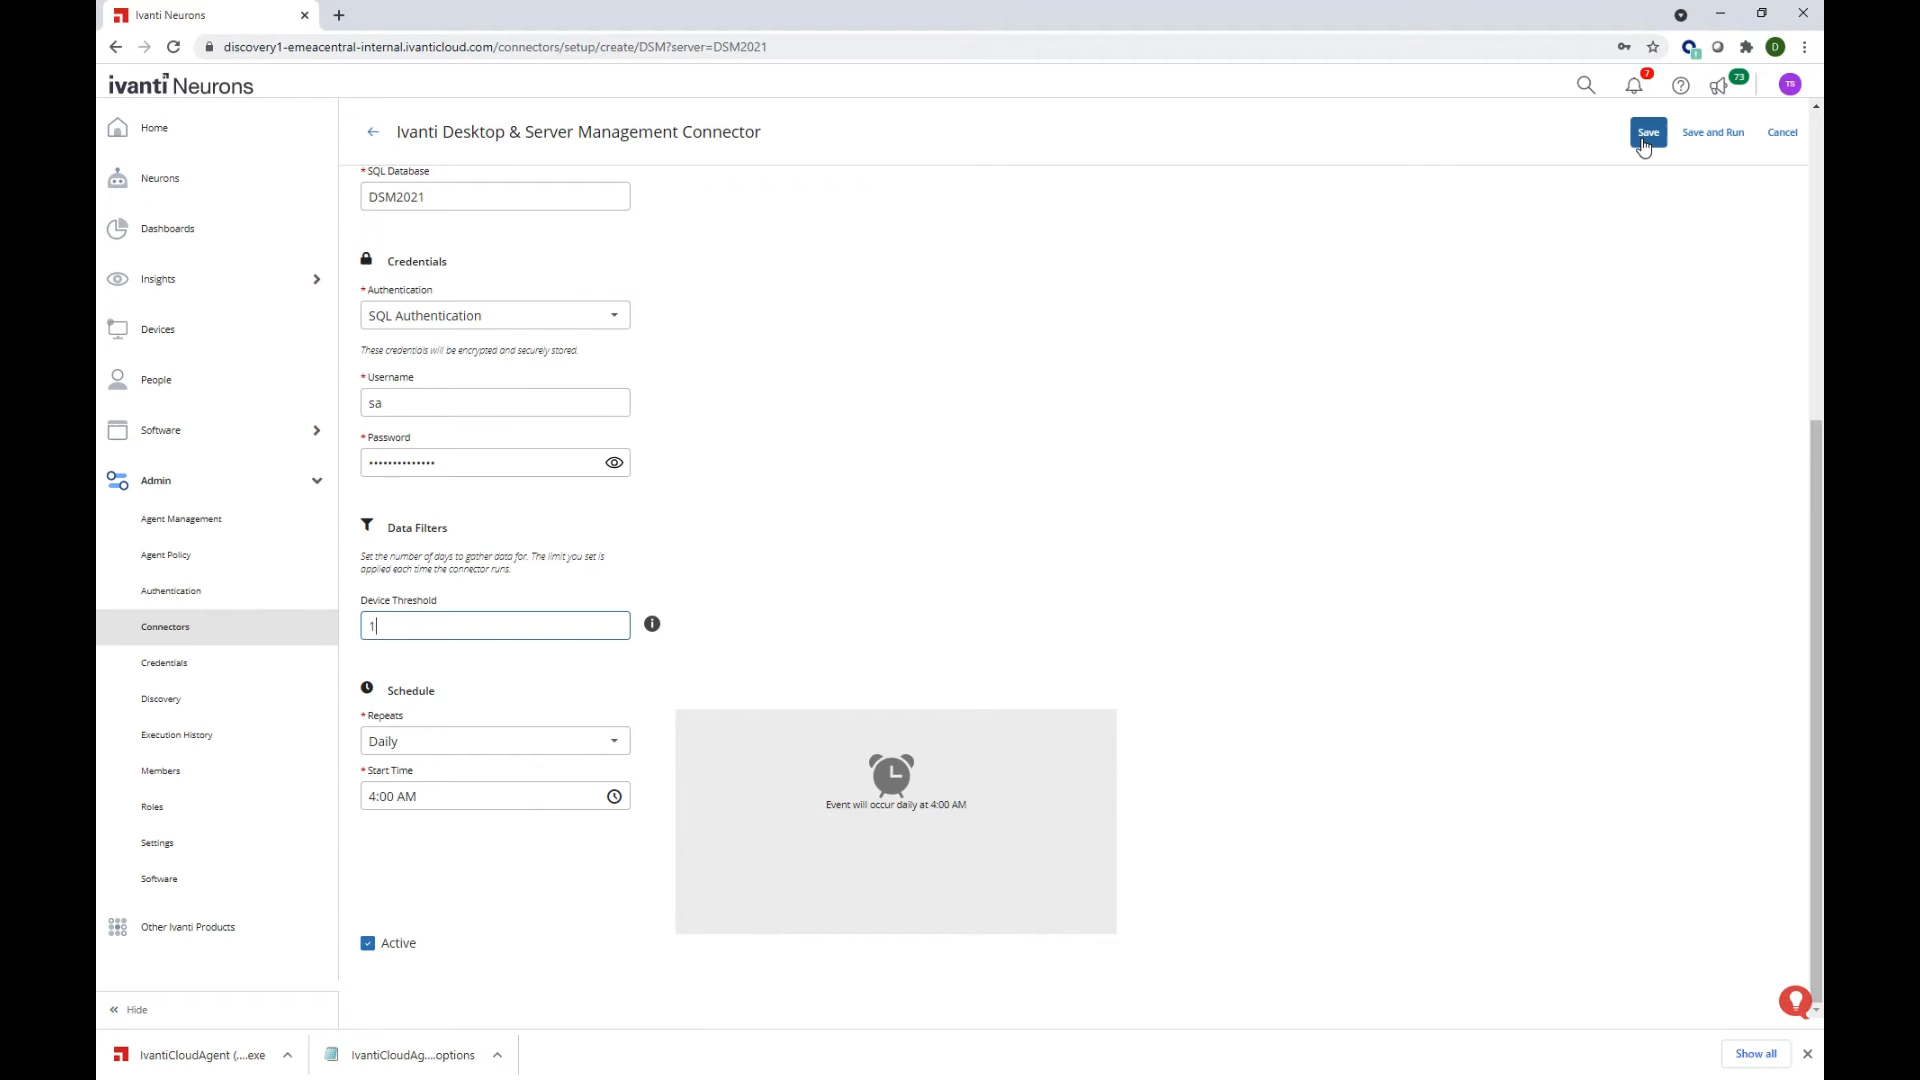 Ivanti Neurons
discovery1-emeacentral-internal.ivanticloud.com/connectors/setup/create/DSM?server=DSM2021
D
ivanti Neurons
7
73
TS
Home
Neurons
Dashboards
Insights
Devices
People
Software
Admin
Agent Management
Agent Policy
Authentication
Connectors
Credentials
Discovery
Execution History
Members
Roles
Settings
Software
Other Ivanti Products
Hide
Ivanti Desktop & Server Management Connector
Save
Save and Run
Cancel
* SQL Database
DSM2021
Credentials
* Authentication
SQL Authentication
These credentials will be encrypted and securely stored.
* Username
sa
* Password
••••••••••••••
Data Filters
Set the number of days to gather data for. The limit you set is
applied each time the connector runs.
Device Threshold
1
Schedule
* Repeats
Daily
* Start Time
4:00 AM
Event will occur daily at 4:00 AM
Active
IvantiCloudAgent (....exe
IvantiCloudAg....options
Show all